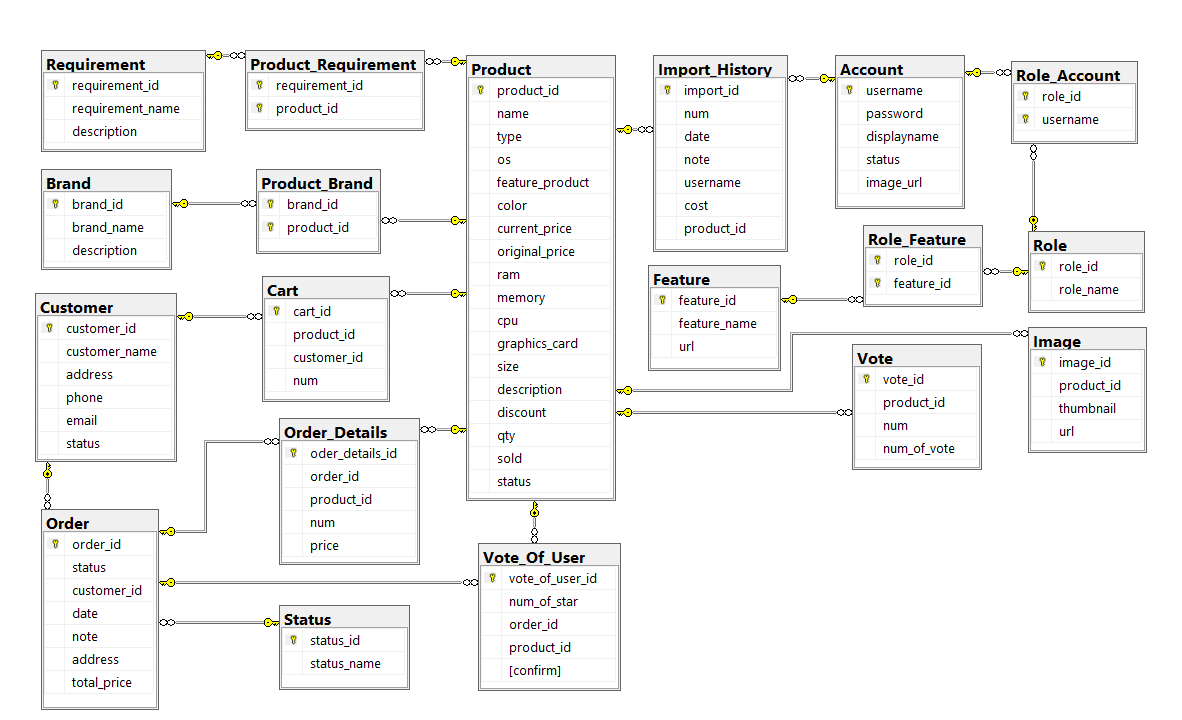 Requirement
requirement_id
requirement_name
description
Product_Requirement
requirement_id
product_id
Product
product_id
name
type
os
feature_product
color
current_price
original_price
ram
memory
cpu
graphics_card
size
description
discount
qty
sold
status
Import_History
import_id
num
date
note
username
cost
product_id
Account
username
password
displayname
status
image_url
Role_Account
role_id
username
Brand
brand_id
brand_name
description
Product_Brand
brand_id
product_id
Role_Feature
role_id
feature_id
Role
role_id
role_name
Feature
feature_id
feature_name
url
Customer
customer_id
customer_name
address
phone
email
status
Cart
cart_id
product_id
customer_id
num
Image
image_id
product_id
thumbnail
url
Vote
vote_id
product_id
num
num_of_vote
Order_Details
oder_details_id
order_id
product_id
num
price
Order
order_id
status
customer_id
date
note
address
total_price
Vote_Of_User
vote_of_user_id
num_of_star
order_id
product_id
[confirm]
Status
status_id
status_name